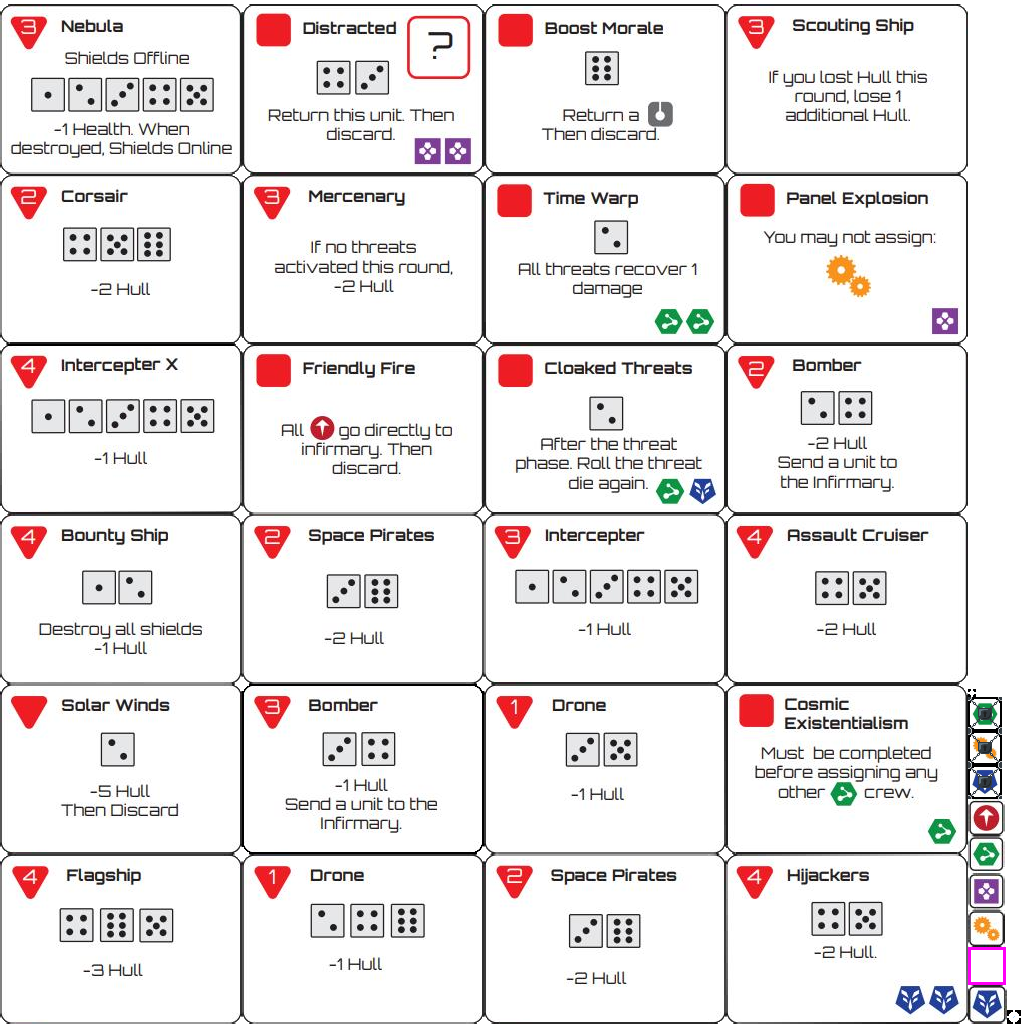 3 Nebula
Shields Offline
-1 Health. When
destroyed, Shields Online
Distracted
?
Return this unit. Then
discard.
Boost Morale
Return a
Then discard.
3 Scouting Ship
If you lost Hull this
round, lose 1
additional Hull.
2 Corsair
-2 Hull
3 Mercenary
If no threats
activated this round,
-2 Hull
Time Warp
All threats recover 1
damage
Panel Explosion
You may not assign:
4 Intercepter X
-1 Hull
Friendly Fire
All go directly to
infirmary. Then
discard.
Cloaked Threats
After the threat
phase. Roll the threat
die again.
2 Bomber
-2 Hull
Send a unit to
the Infirmary.
4 Bounty Ship
Destroy all shields
-1 Hull
2 Space Pirates
-2 Hull
3 Intercepter
-1 Hull
4 Assault Cruiser
-2 Hull
Solar Winds
-5 Hull
Then Discard
3 Bomber
-1 Hull
Send a unit to the
Infirmary.
1 Drone
-1 Hull
Cosmic
Existentialism
Must be completed
before assigning any
other crew.
4 Flagship
-3 Hull
1 Drone
-1 Hull
2 Space Pirates
-2 Hull
4 Hijackers
-2 Hull.